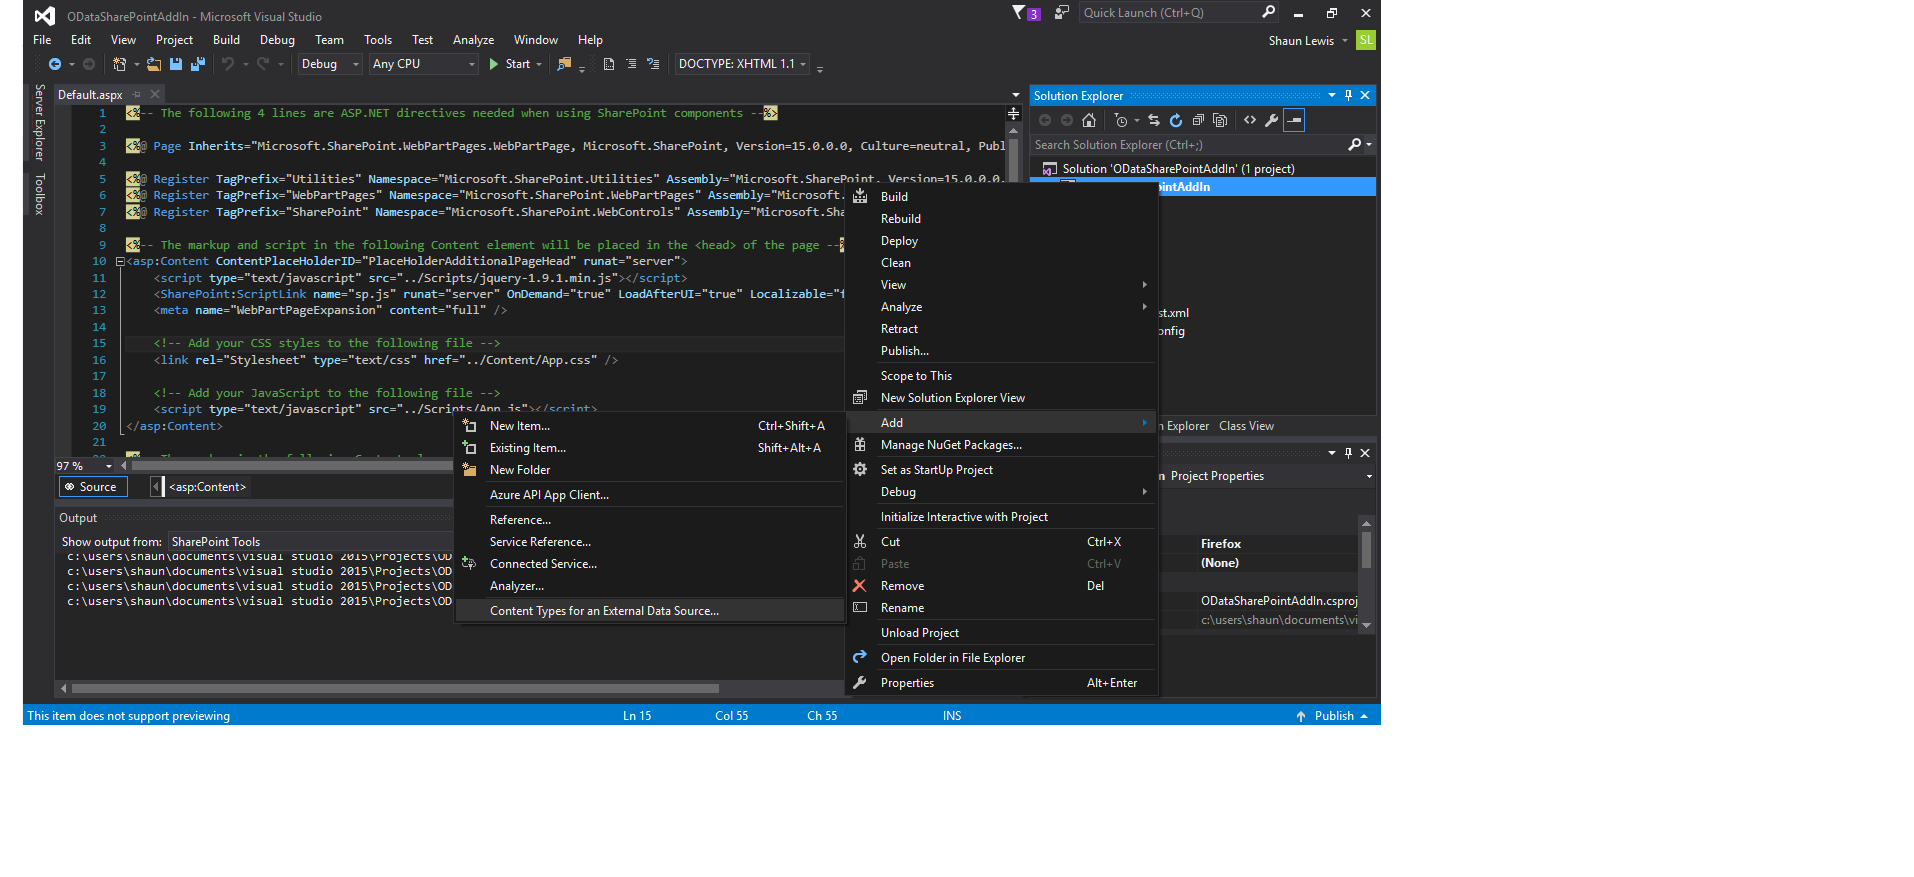 ODataSharePointAddIn - Microsoft Visual Studio
3
Quick Launch (Ctrl+Q)
File Edit View Project Build Debug Team Tools Test Analyze Window Help
Shaun Lewis
SL
Debug
Any CPU
Start
DOCTYPE: XHTML 1.1
Server Explorer
Toolbox
Default.aspx
1 <%-- The following 4 lines are ASP.NET directives needed when using SharePoint components --%>
2
3 <%@ Page Inherits="Microsoft.SharePoint.WebPartPages.WebPartPage, Microsoft.SharePoint, Version=15.0.0.0, Culture=neutral, Publ
4
5 <%@ Register TagPrefix="Utilities" Namespace="Microsoft.SharePoint.Utilities" Assembly="Microsoft.SharePoint, Version=15.0.0.0,
6 <%@ Register TagPrefix="WebPartPages" Namespace="Microsoft.SharePoint.WebPartPages" Assembly="Microsoft.S
7 <%@ Register TagPrefix="SharePoint" Namespace="Microsoft.SharePoint.WebControls" Assembly="Microsoft.Sha
8
9 <%-- The markup and script in the following Content element will be placed in the <head> of the page --%
10 <asp:Content ContentPlaceHolderID="PlaceHolderAdditionalPageHead" runat="server">
11 <script type="text/javascript" src="../Scripts/jquery-1.9.1.min.js"></script>
12 <SharePoint:ScriptLink name="sp.js" runat="server" OnDemand="true" LoadAfterUI="true" Localizable="f
13 <meta name="WebPartPageExpansion" content="full" />
14
15 <!-- Add your CSS styles to the following file -->
16 <link rel="Stylesheet" type="text/css" href="../Content/App.css" />
17
18 <!-- Add your JavaScript to the following file -->
19 <script type="text/javascript" src="../Scripts/App.js"></script>
20 </asp:Content>
21
97 %
Source
<asp:Content>
Output
Show output from: SharePoint Tools
c:\users\shaun\documents\visual studio 2015\Projects\OD
c:\users\shaun\documents\visual studio 2015\Projects\OD
c:\users\shaun\documents\visual studio 2015\Projects\OD
c:\users\shaun\documents\visual studio 2015\Projects\OD
New Item... Ctrl+Shift+A
Existing Item... Shift+Alt+A
New Folder
Azure API App Client...
Reference...
Service Reference...
Connected Service...
Analyzer...
Content Types for an External Data Source...
Build
Rebuild
Deploy
Clean
View
Analyze
Retract
Publish...
Scope to This
New Solution Explorer View
Add
Manage NuGet Packages...
Set as StartUp Project
Debug
Initialize Interactive with Project
Cut Ctrl+X
Paste Ctrl+V
Remove Del
Rename
Unload Project
Open Folder in File Explorer
Properties Alt+Enter
Solution Explorer
Search Solution Explorer (Ctrl+;)
Solution 'ODataSharePointAddIn' (1 project)
ointAddIn
st.xml
onfig
n Explorer Class View
n Project Properties
Firefox
(None)
ODataSharePointAddIn.csproj
c:\users\shaun\documents\vi
This item does not support previewing
Ln 15 Col 55 Ch 55 INS
Publish